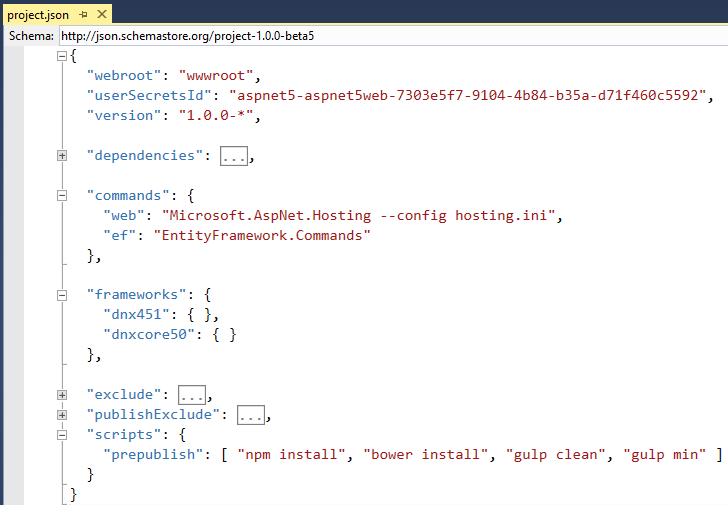 project.json
Schema: http://json.schemastore.org/project-1.0.0-beta5
{
"webroot": "wwwroot",
"userSecretsId": "aspnet5-aspnet5web-7303e5f7-9104-4b84-b35a-d71f460c5592",
"version": "1.0.0-*",
"dependencies": ...,
"commands": {
"web": "Microsoft.AspNet.Hosting --config hosting.ini",
"ef": "EntityFramework.Commands"
},
"frameworks": {
"dnx451": { },
"dnxcore50": { }
},
"exclude": ...,
"publishExclude": ...,
"scripts": {
"prepublish": [ "npm install", "bower install", "gulp clean", "gulp min" ]
}
}